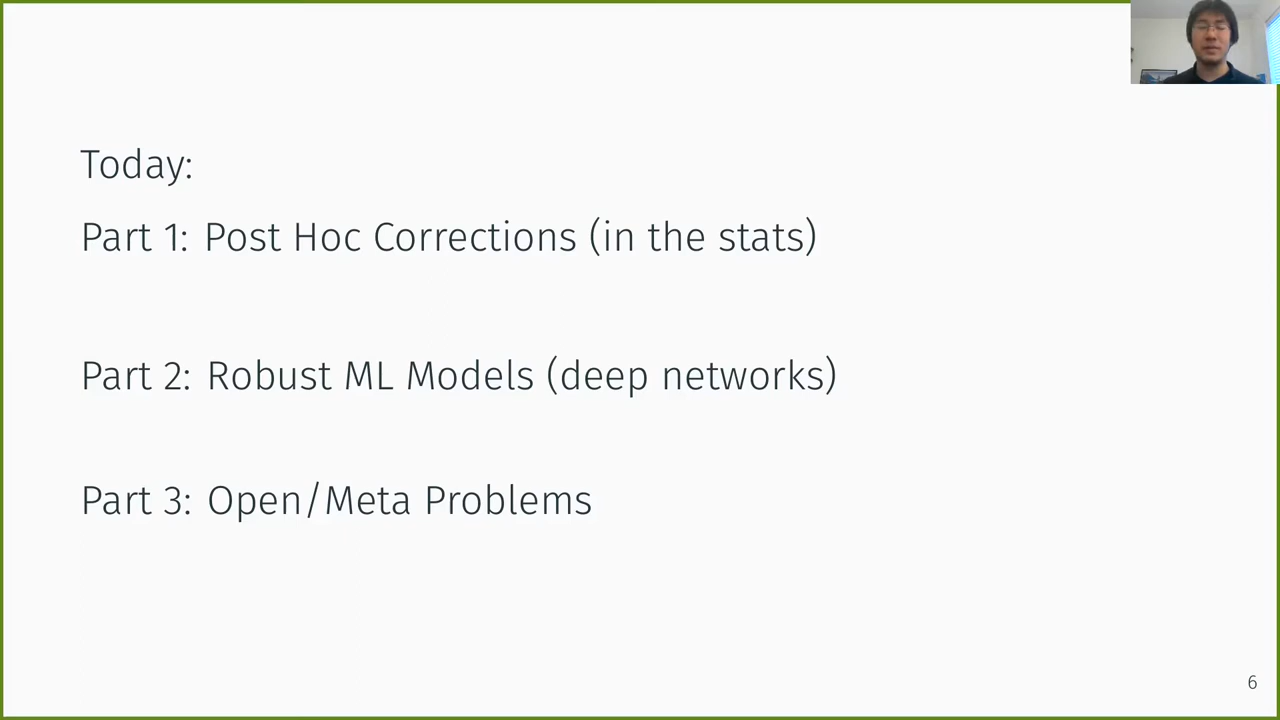 Today:
Part 1: Post Hoc Corrections (in the stats)
Part 2: Robust ML Models (deep networks)
Part 3: Open/Meta Problems
6